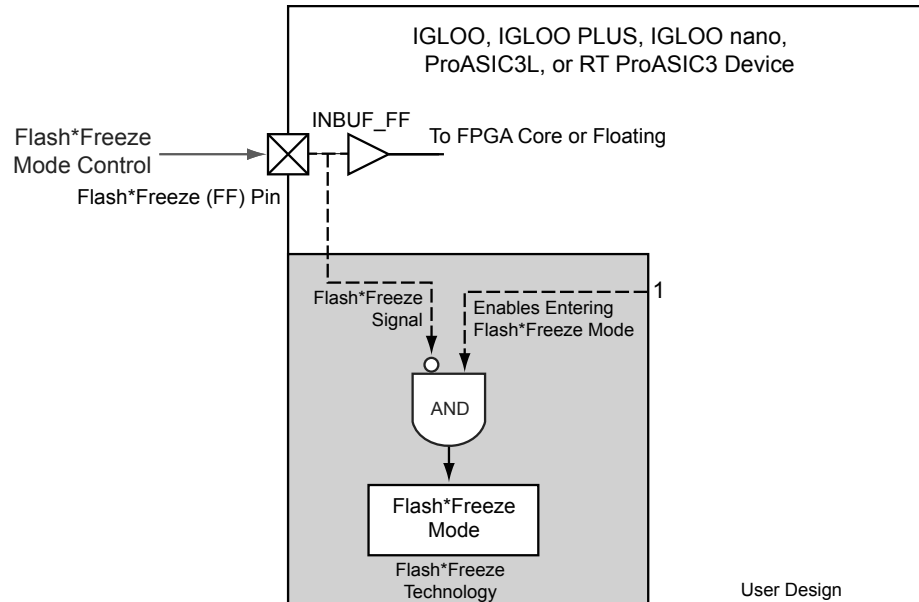 IGLOO, IGLOO PLUS, IGLOO nano,
ProASIC3L, or RT ProASIC3 Device
INBUF_FF
To FPGA Core or Floating
Flash*Freeze
Mode Control
Flash*Freeze (FF) Pin
1
Flash*Freeze
Signal
Enables Entering
Flash*Freeze Mode
AND
Flash*Freeze
Mode
Flash*Freeze
Technology
User Design